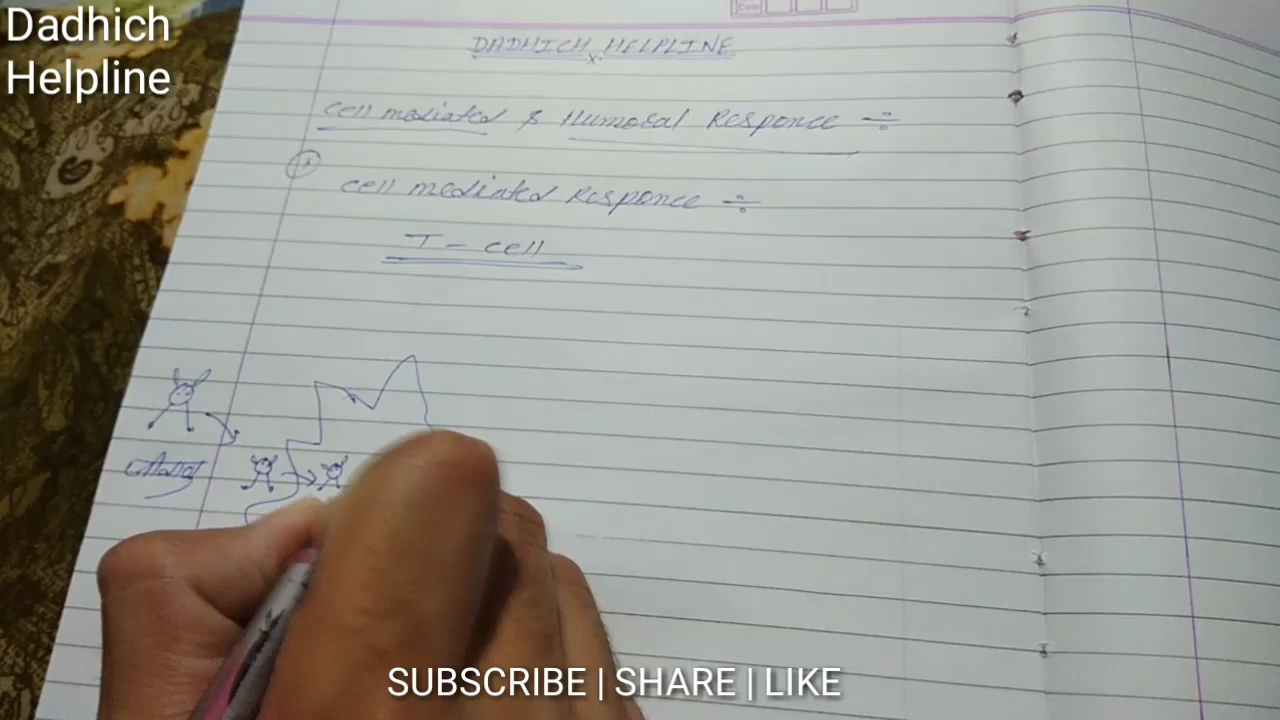 Dadhich
Helpline
DADHICH HELPLINE
cell mediated & Humoral Responce ÷
cell mediated Responce ÷
T - cell
SUBSCRIBE | SHARE | LIKE